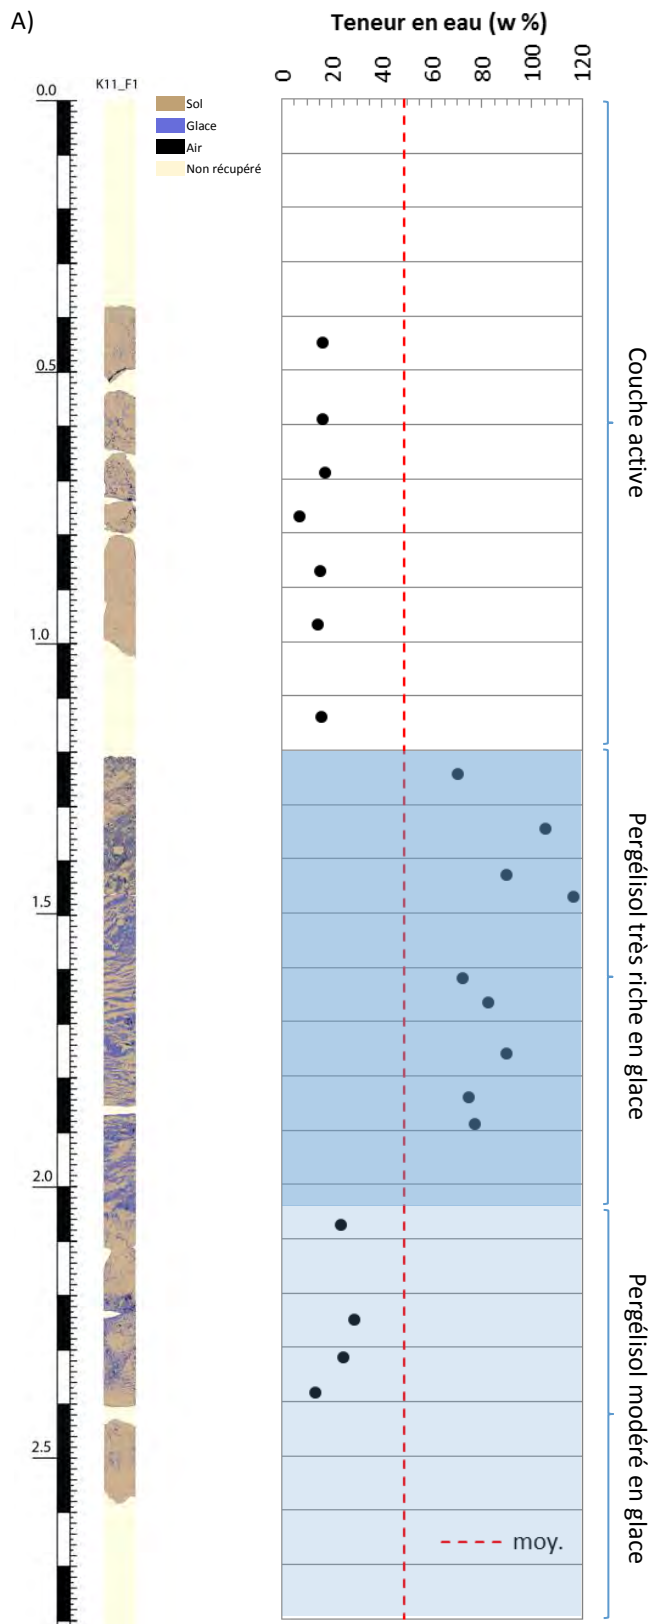 A)
Teneur en eau (w %)
0 20 40 60 80 100 120
K11_F1
0.0
Sol
Glace
Air
Non récupéré
0.5
1.0
1.5
2.0
2.5
Couche active
Pergélisol très riche en glace
Pergélisol modéré en glace
moy.